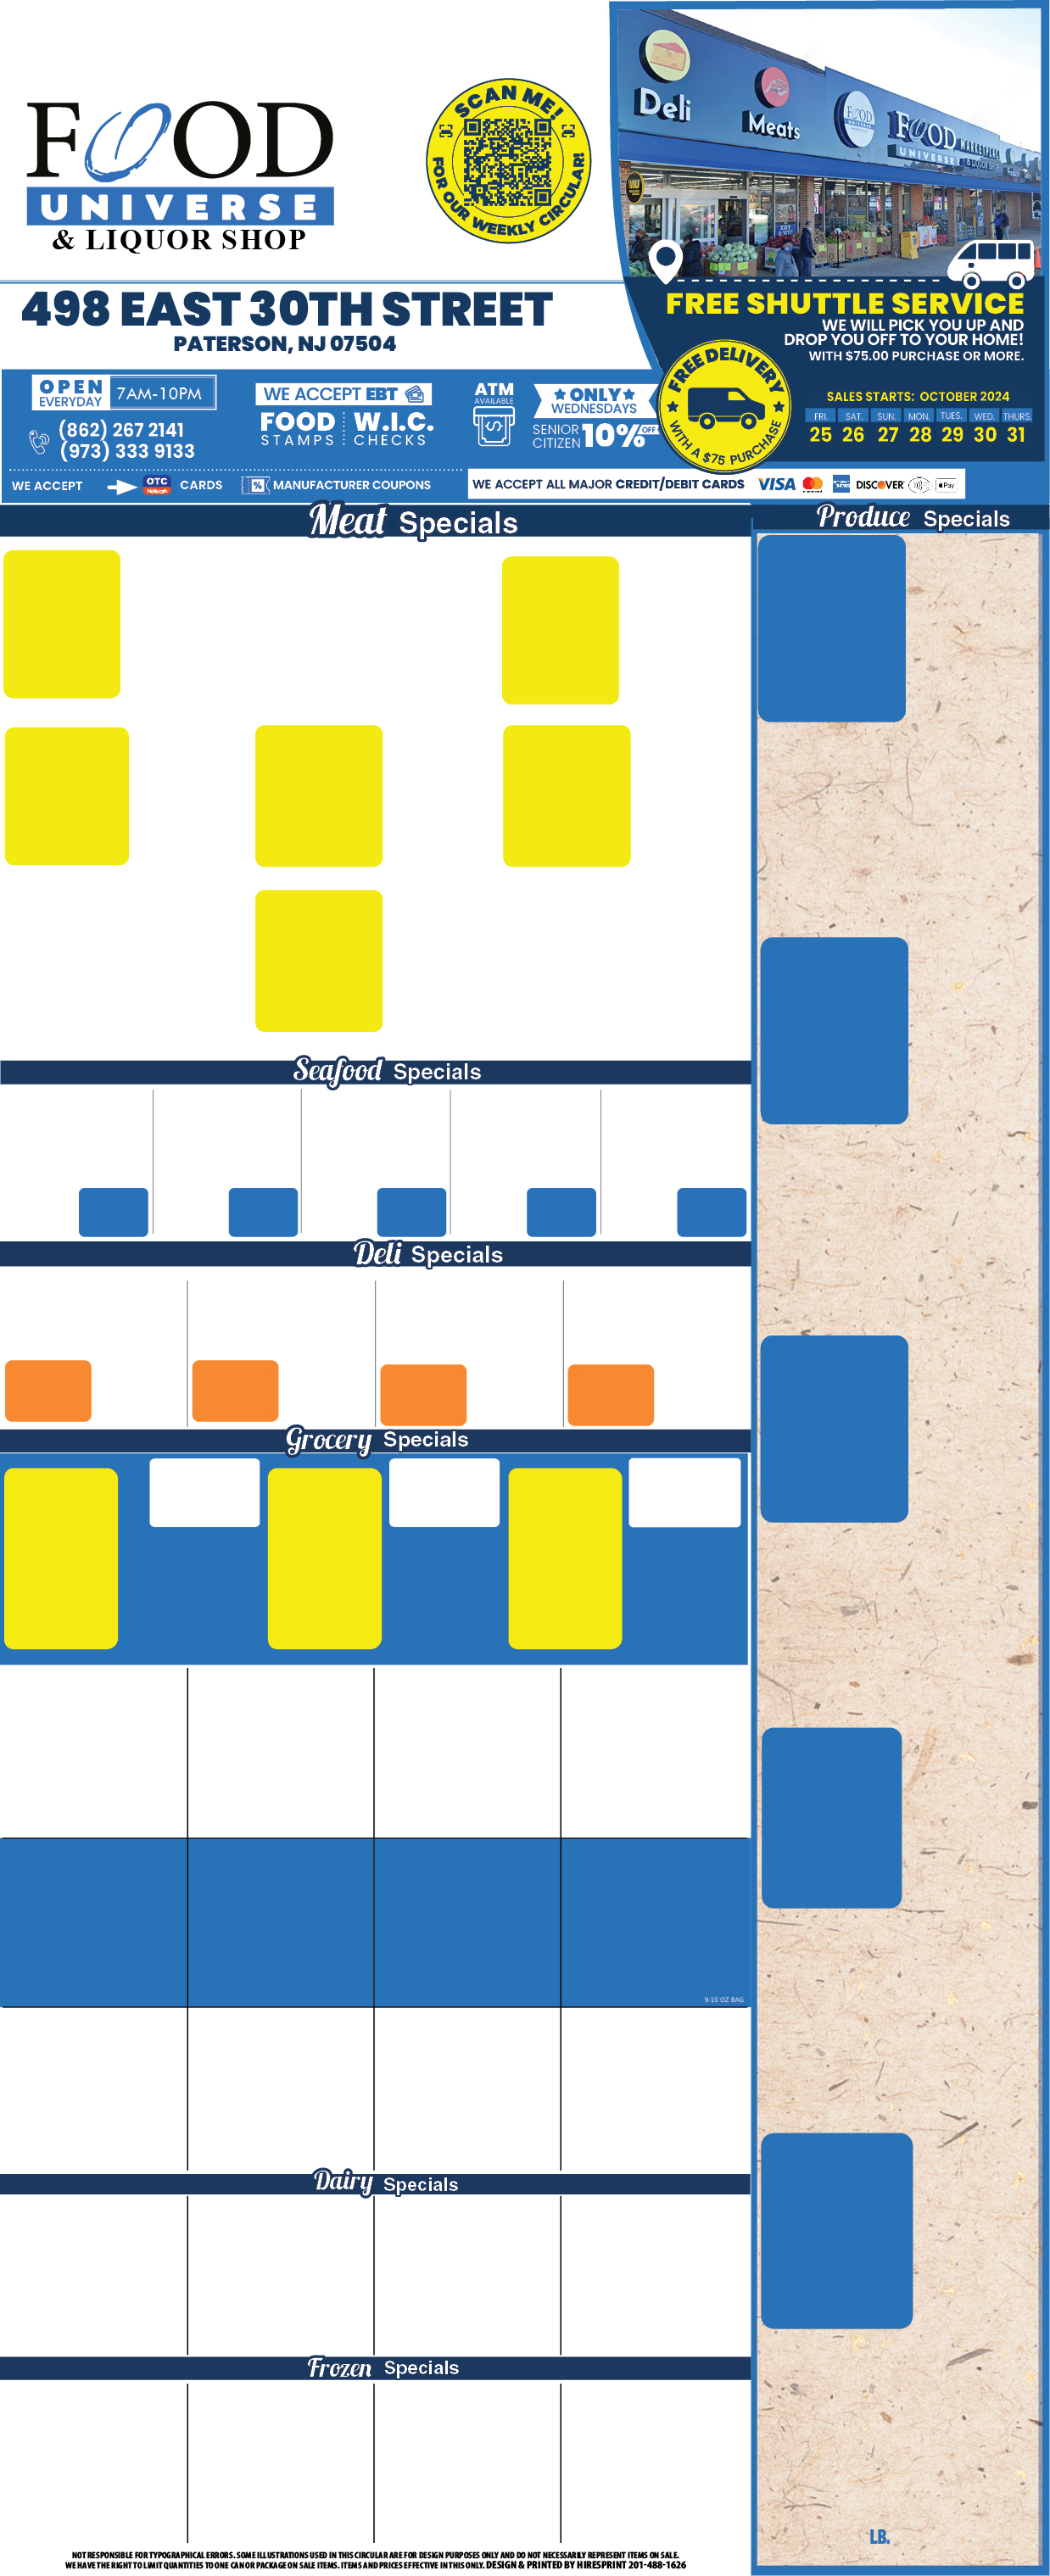 FOOD
UNIVERSE
& LIQUOR SHOP
SCAN ME!
FOR OUR WEEKLY CIRCULAR!
Deli
Meats
FOOD
UNIVERSE
MARKETPLACE
498 EAST 30TH STREET
PATERSON, NJ 07504
FREE SHUTTLE SERVICE
WE WILL PICK YOU UP AND
DROP YOU OFF TO YOUR HOME!
WITH $75.00 PURCHASE OR MORE.
FREE DELIVERY
WITH A $75 PURCHASE
SALES STARTS: OCTOBER 2024
FRI. SAT. SUN. MON. TUES. WED. THURS.
25 26 27 28 29 30 31
OPEN
EVERYDAY
7AM-10PM
(862) 267 2141
(973) 333 9133
WE ACCEPT EBT
FOOD
STAMPS
W.I.C.
CHECKS
ATM
AVAILABLE
ONLY
WEDNESDAYS
SENIOR
CITIZEN
10% OFF
WE ACCEPT OTC CARDS
MANUFACTURER COUPONS
WE ACCEPT ALL MAJOR CREDIT/DEBIT CARDS VISA DISCOVER Pay
Meat Specials
Produce Specials
Seafood Specials
Deli Specials
Grocery Specials
9-10 OZ BAG
Dairy Specials
Frozen Specials
LB.
NOT RESPONSIBLE FOR TYPOGRAPHICAL ERRORS. SOME ILLUSTRATIONS USED IN THIS CIRCULAR ARE FOR DESIGN PURPOSES ONLY AND DO NOT NECESSARILY REPRESENT ITEMS ON SALE.
WE HAVE THE RIGHT TO LIMIT QUANTITIES TO ONE CAN OR PACKAGE ON SALE ITEMS. ITEMS AND PRICES EFFECTIVE IN THIS ONLY. DESIGN & PRINTED BY HIRESPRINT 201-488-1626